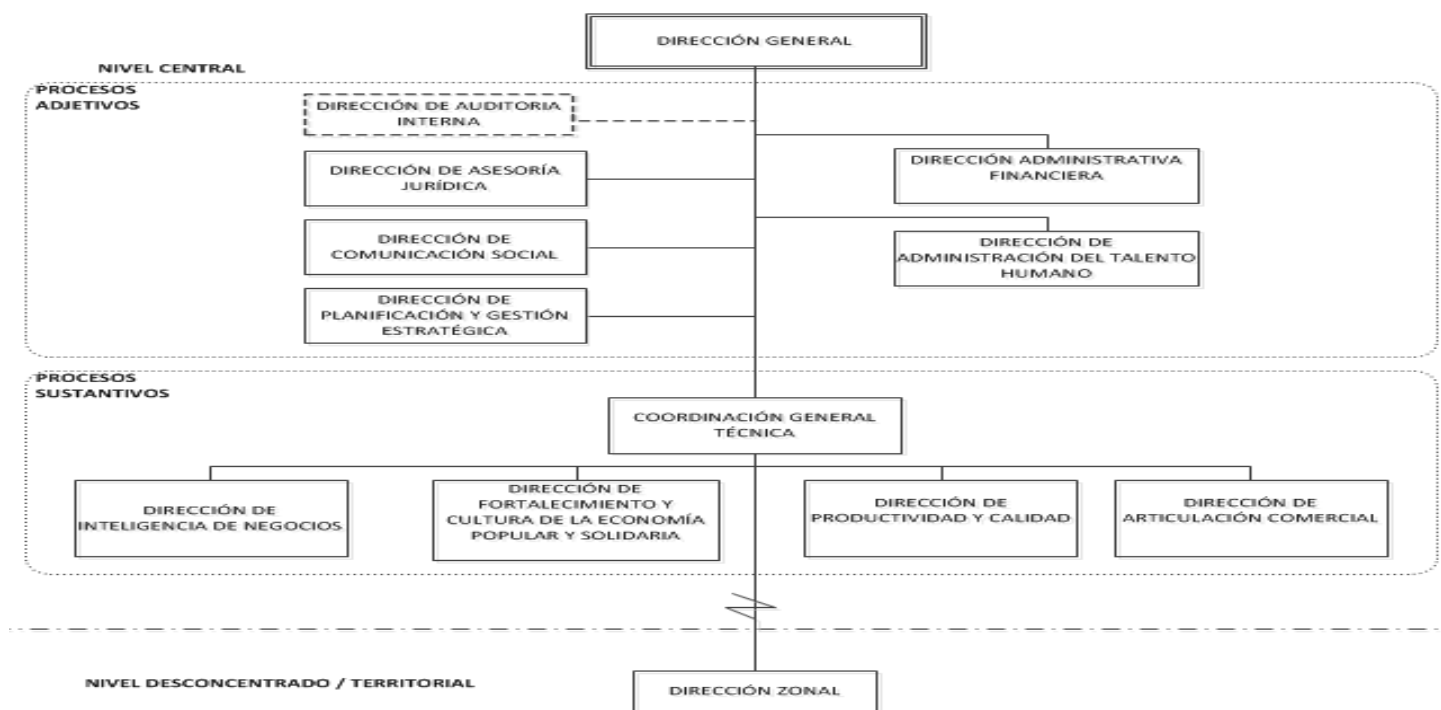 DIRECCIÓN GENERAL
NIVEL CENTRAL
PROCESOS
ADJETIVOS
DIRECCIÓN DE AUDITORIA
INTERNA
DIRECCIÓN DE ASESORÍA
JURÍDICA
DIRECCIÓN DE
COMUNICACIÓN SOCIAL
DIRECCIÓN DE
PLANIFICACIÓN Y GESTIÓN
ESTRATÉGICA
DIRECCIÓN ADMINISTRATIVA
FINANCIERA
DIRECCIÓN DE
ADMINISTRACIÓN DEL TALENTO
HUMANO
PROCESOS
SUSTANTIVOS
COORDINACIÓN GENERAL
TÉCNICA
DIRECCIÓN DE
INTELIGENCIA DE NEGOCIOS
DIRECCIÓN DE
FORTALECIMIENTO Y
CULTURA DE LA ECONOMÍA
POPULAR Y SOLIDARIA
DIRECCIÓN DE
PRODUCTIVIDAD Y CALIDAD
DIRECCIÓN DE
ARTICULACIÓN COMERCIAL
NIVEL DESCONCENTRADO / TERRITORIAL
DIRECCIÓN ZONAL